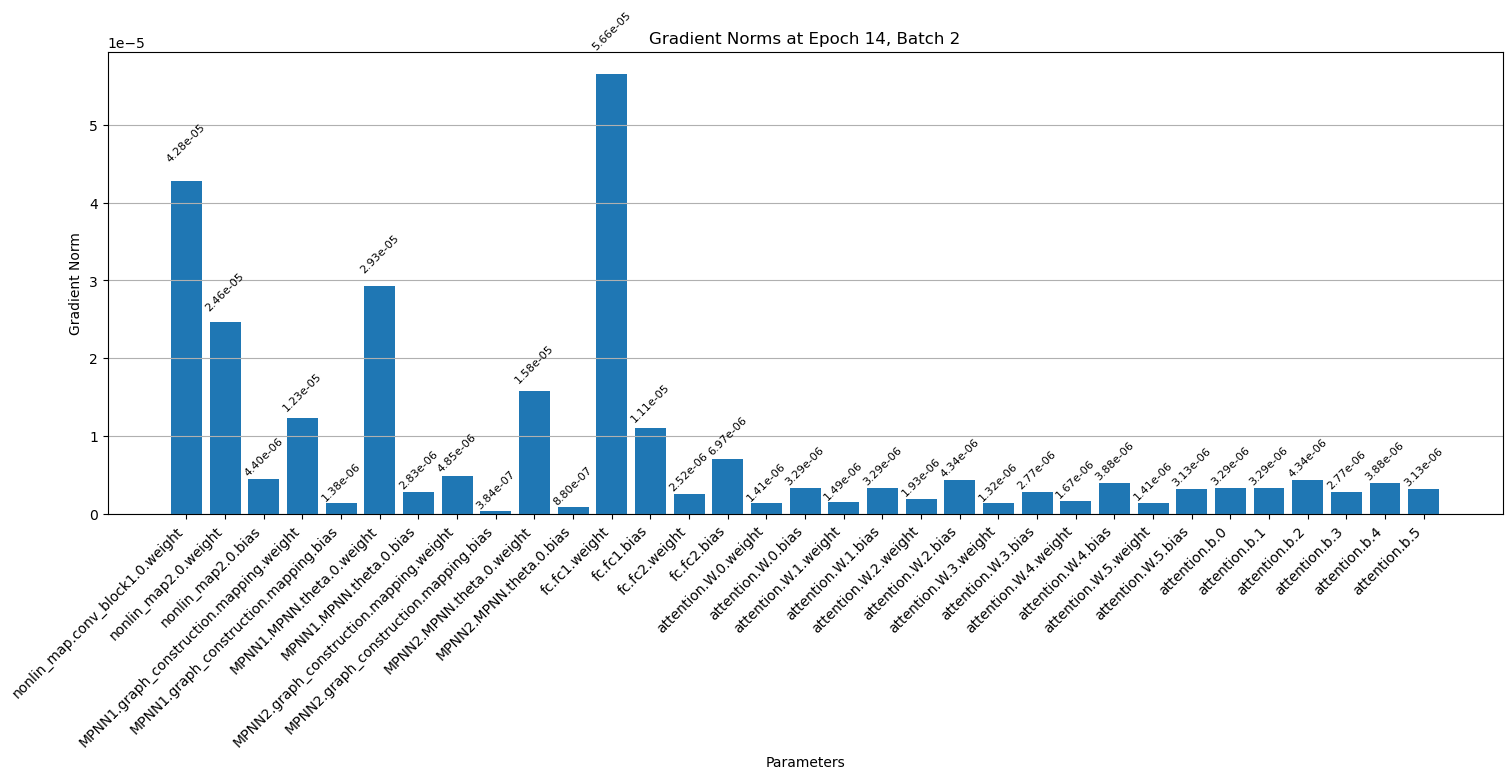 Gradient Norms at Epoch 14, Batch 2
1e−5
Gradient Norm
5
4
3
2
1
0
4.28e-05
2.46e-05
4.40e-06
1.23e-05
1.38e-06
2.93e-05
2.83e-06
4.85e-06
3.84e-07
1.58e-05
8.80e-07
5.66e-05
1.11e-05
2.52e-06
6.97e-06
1.41e-06
3.29e-06
1.49e-06
3.29e-06
1.93e-06
4.34e-06
1.32e-06
2.77e-06
1.67e-06
3.88e-06
1.41e-06
3.13e-06
3.29e-06
3.29e-06
4.34e-06
2.77e-06
3.88e-06
3.13e-06
nonlin_map.conv_block1.0.weight
nonlin_map2.0.weight
nonlin_map2.0.bias
MPNN1.graph_construction.mapping.weight
MPNN1.graph_construction.mapping.bias
MPNN1.MPNN.theta.0.weight
MPNN1.MPNN.theta.0.bias
MPNN2.graph_construction.mapping.weight
MPNN2.graph_construction.mapping.bias
MPNN2.MPNN.theta.0.weight
MPNN2.MPNN.theta.0.bias
fc.fc1.weight
fc.fc1.bias
fc.fc2.weight
fc.fc2.bias
attention.W.0.weight
attention.W.0.bias
attention.W.1.weight
attention.W.1.bias
attention.W.2.weight
attention.W.2.bias
attention.W.3.weight
attention.W.3.bias
attention.W.4.weight
attention.W.4.bias
attention.W.5.weight
attention.W.5.bias
attention.b.0
attention.b.1
attention.b.2
attention.b.3
attention.b.4
attention.b.5
Parameters